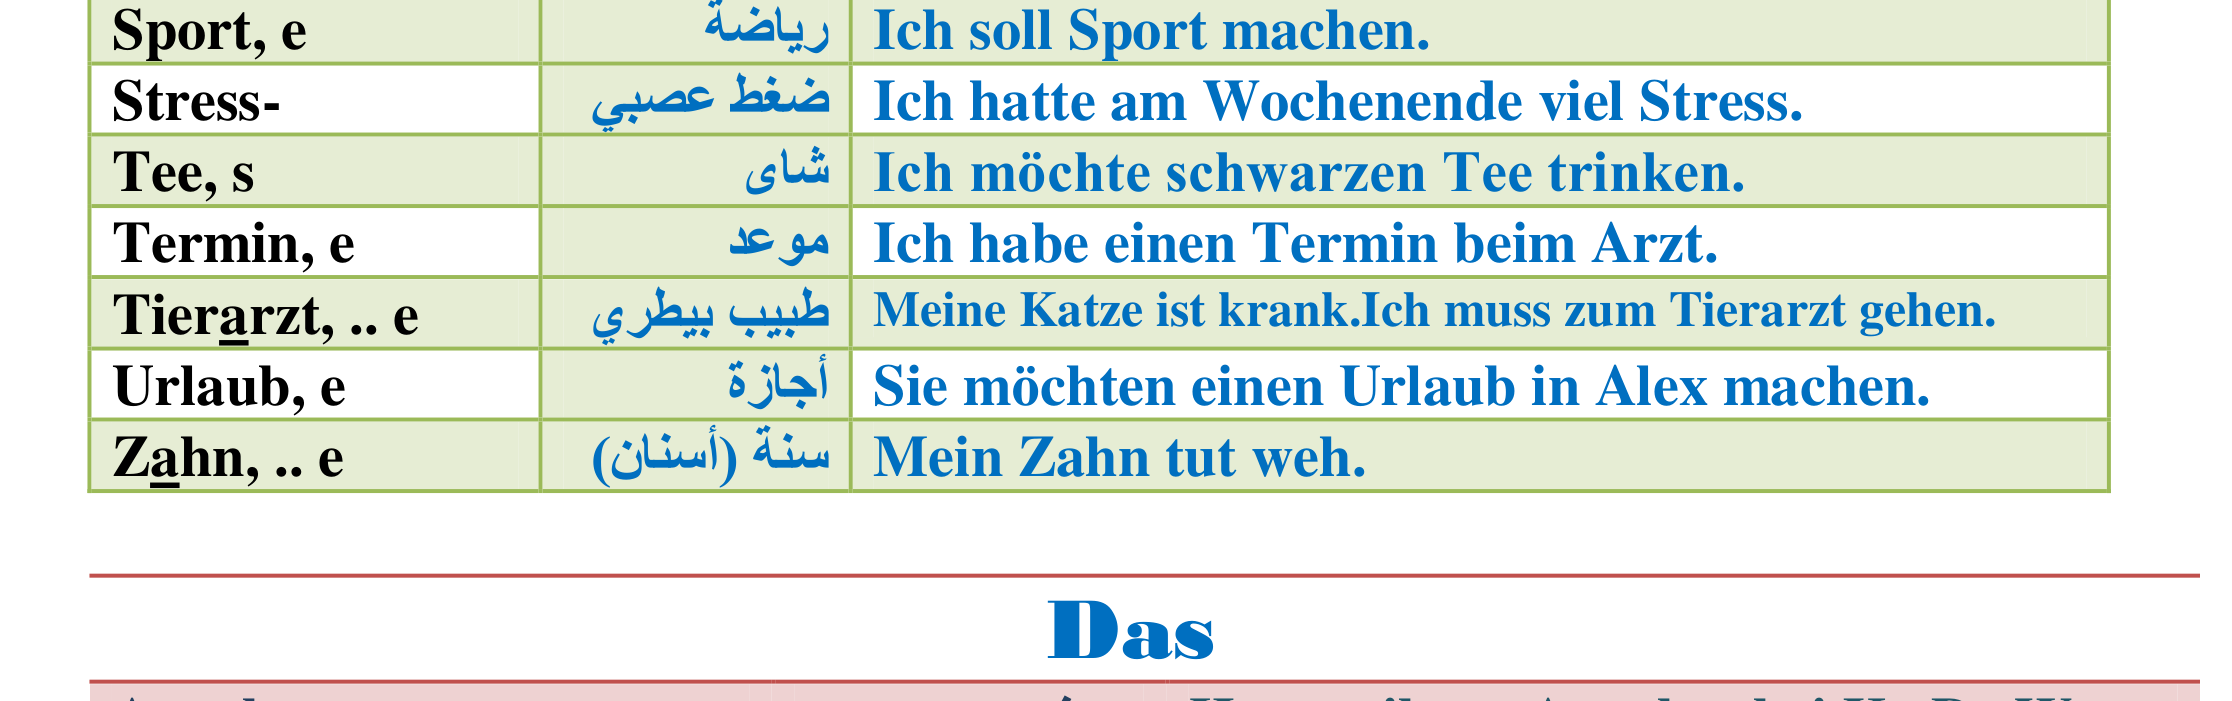 Sport, e رياضة Ich soll Sport machen.
Stress- ضغط عصبي Ich hatte am Wochenende viel Stress.
Tee, s شاى Ich möchte schwarzen Tee trinken.
Termin, e موعد Ich habe einen Termin beim Arzt.
Tierarzt, .. e طبيب بيطري Meine Katze ist krank.Ich muss zum Tierarzt gehen.
Urlaub, e أجازة Sie möchten einen Urlaub in Alex machen.
Zahn, .. e سنة (أسنان) Mein Zahn tut weh.
Das